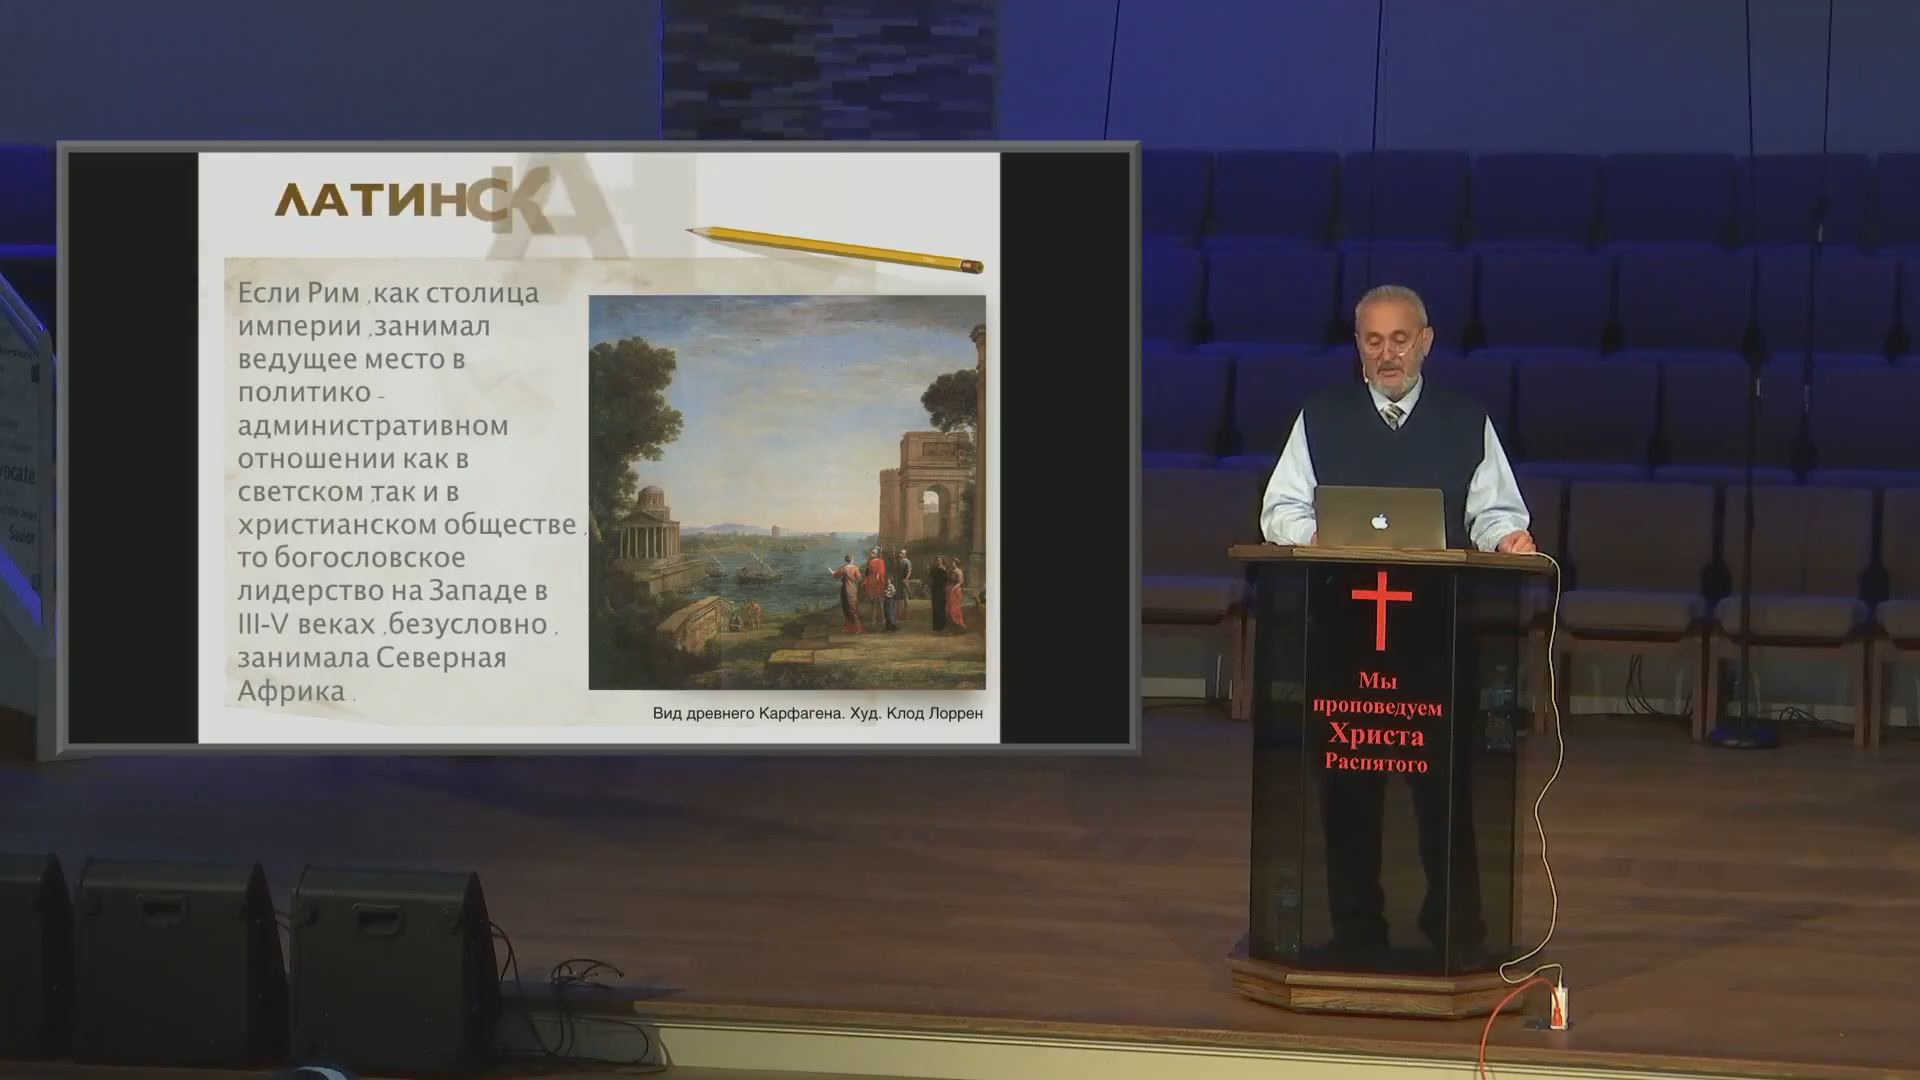 ЛАТИНСКА
Если Рим ,как столица
империи ,занимал
ведущее место в
политико -
административном
отношении как в
светском ,так и в
христианском обществе ,
то богословское
лидерство на Западе в
III-V веках ,безусловно ,
занимала Северная
Африка .
Вид древнего Карфагена. Худ. Клод Лоррен
Мы
проповедуем
Христа
Распятого
vocate
Savior